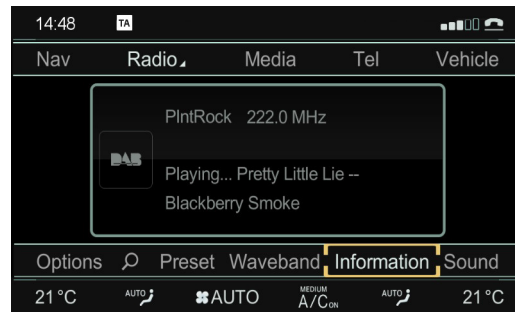 14:48 TA
Nav Radio Media Tel Vehicle
PlntRock 222.0 MHz
DAB
Playing... Pretty Little Lie --
Blackberry Smoke
Options Preset Waveband Information Sound
21 °C AUTO AUTO MEDIUM A/C ON AUTO 21 °C